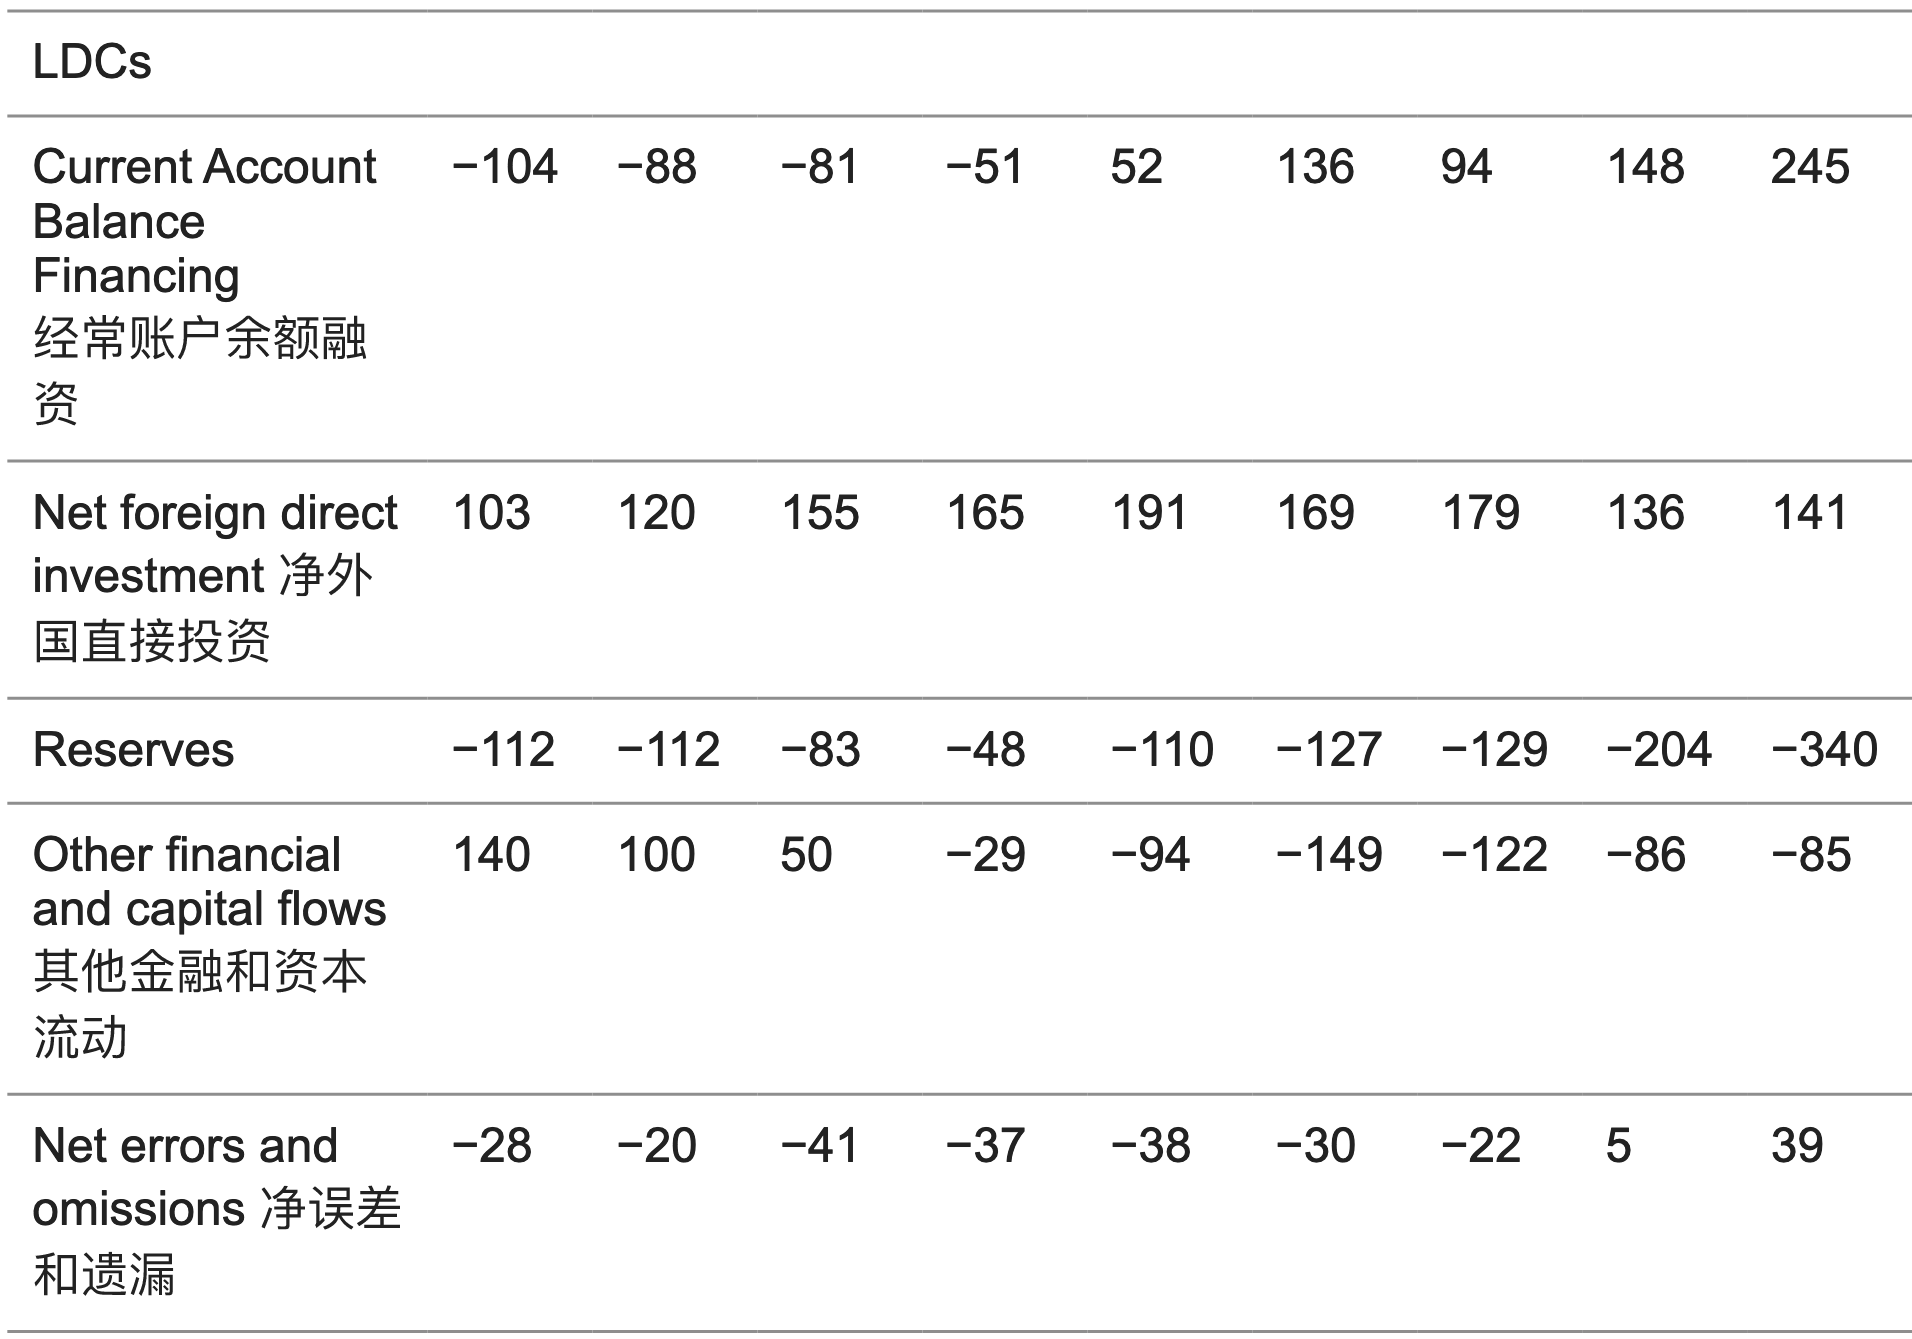 LDCs
Current Account −104 −88 −81 −51 52 136 94 148 245
Balance
Financing
经常账户余额融
资
Net foreign direct 103 120 155 165 191 169 179 136 141
investment 净外
国直接投资
Reserves −112 −112 −83 −48 −110 −127 −129 −204 −340
Other financial 140 100 50 −29 −94 −149 −122 −86 −85
and capital flows
其他金融和资本
流动
Net errors and −28 −20 −41 −37 −38 −30 −22 5 39
omissions 净误差
和遗漏